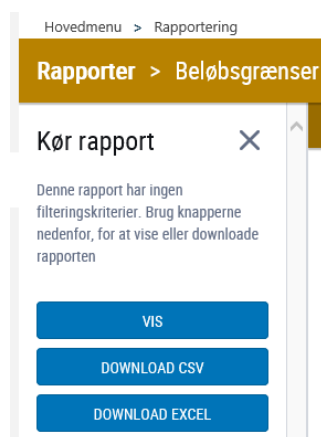 Hovedmenu > Rapportering
Rapporter > Beløbsgrænser
Kør rapport
Denne rapport har ingen
filtreringskriterier. Brug knapperne
nedenfor, for at vise eller downloade
rapporten
VIS
DOWNLOAD CSV
DOWNLOAD EXCEL